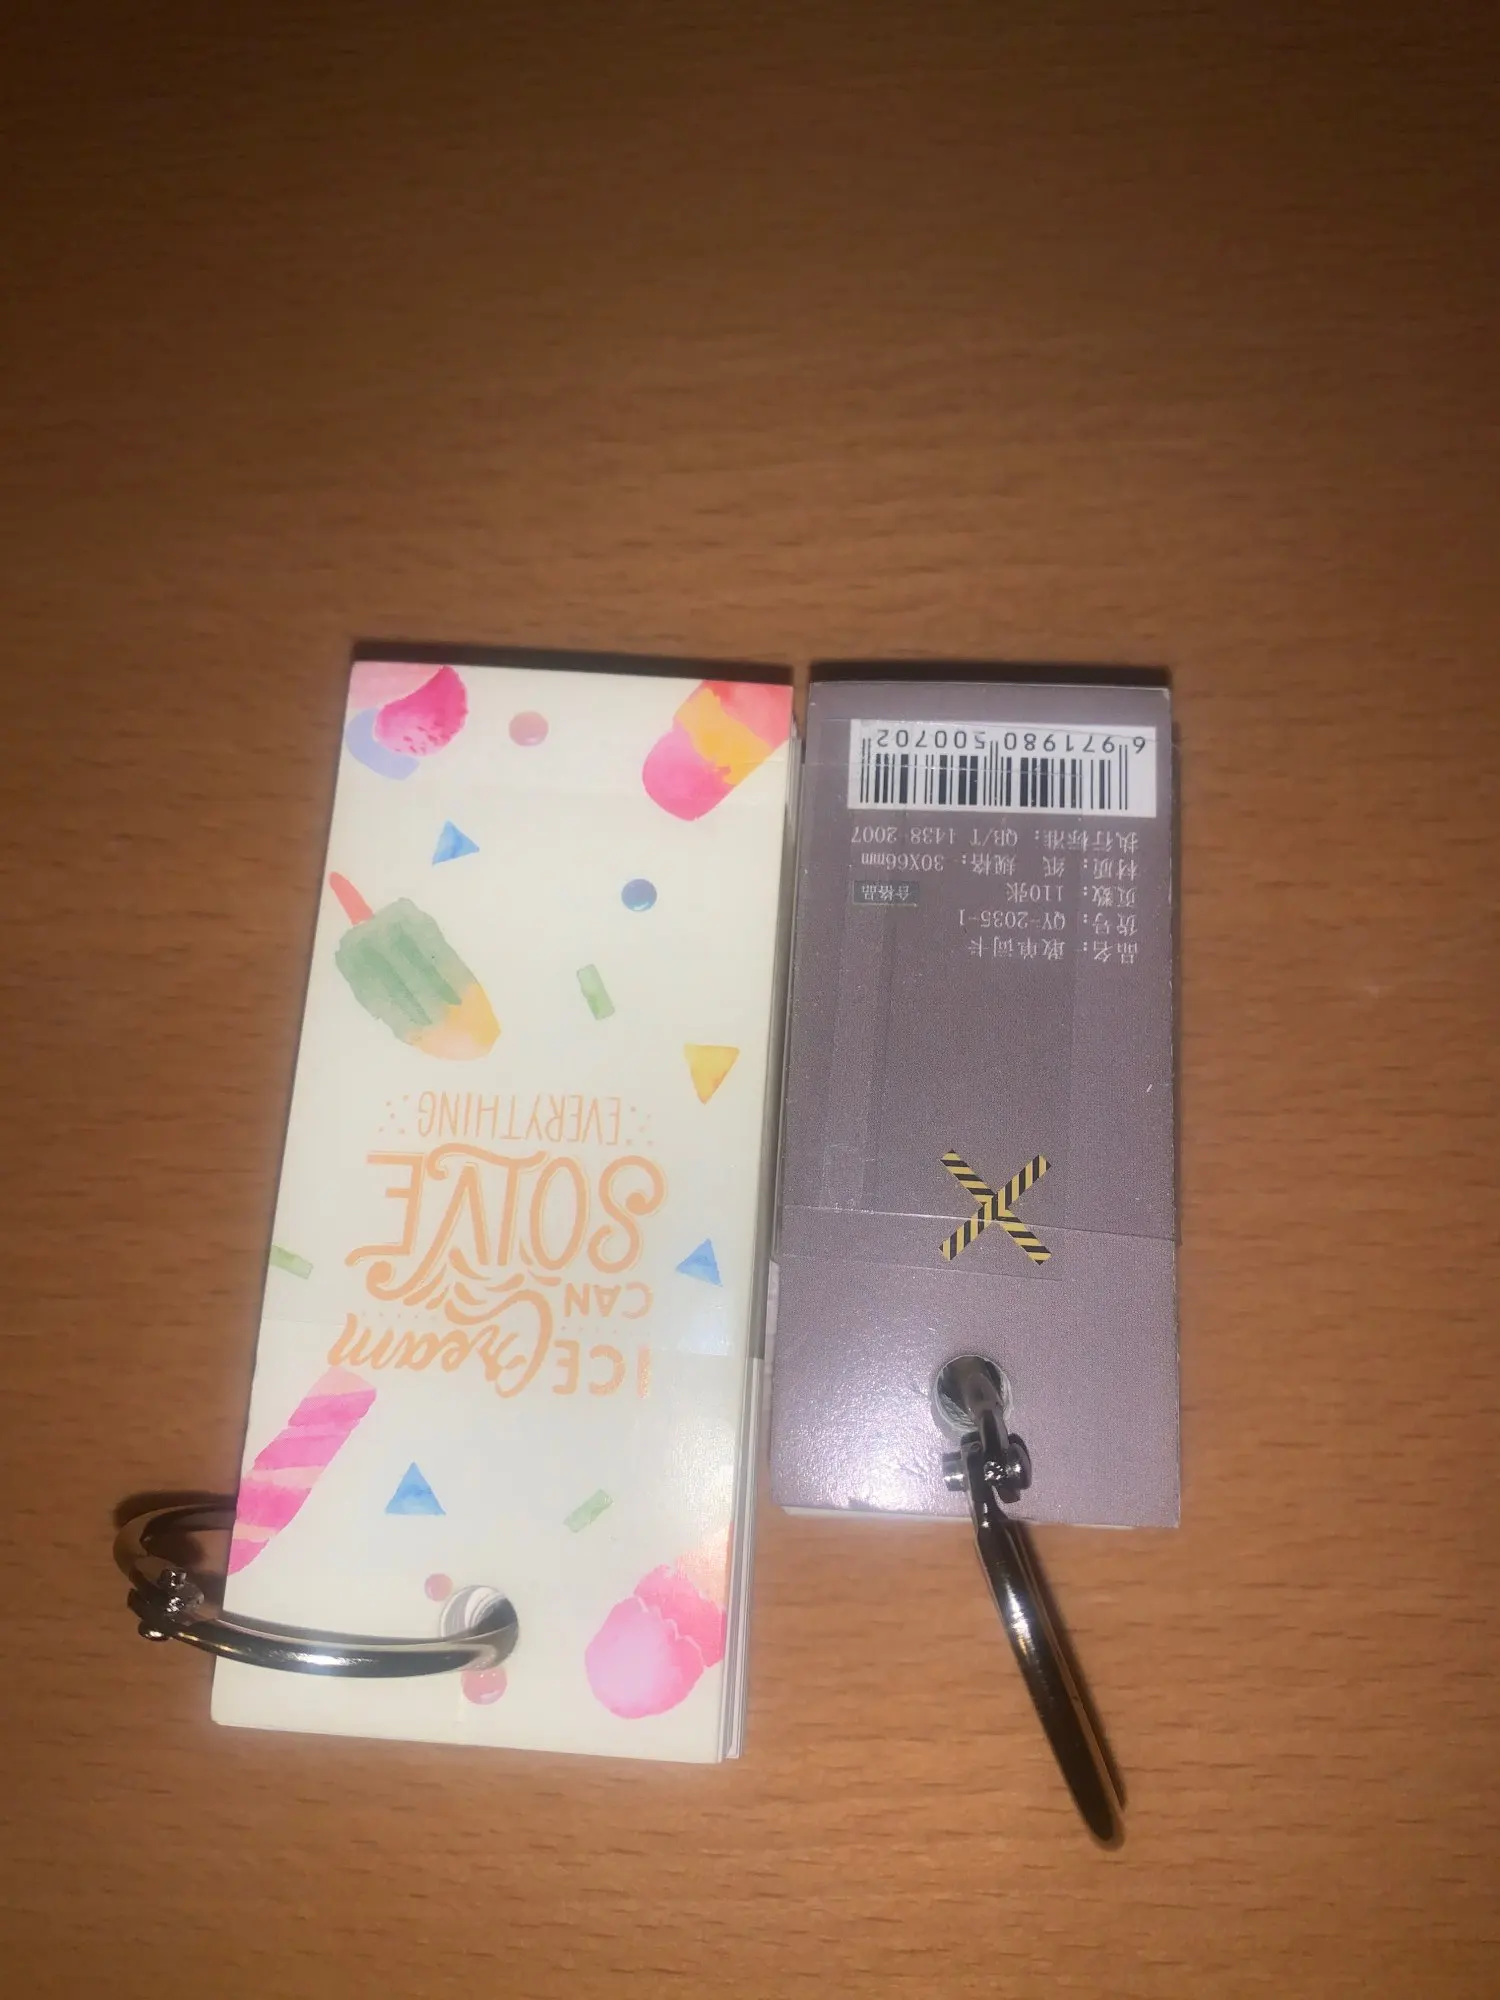 ICE Cream
CAN
SOLVE
EVERYTHING
品名: 敢单词卡
货号: QY-2035-1
页数: 110张
合格品
材质: 纸 规格: 30X66mm
执行标准: QB/T 1438-2007
6 971980 500702